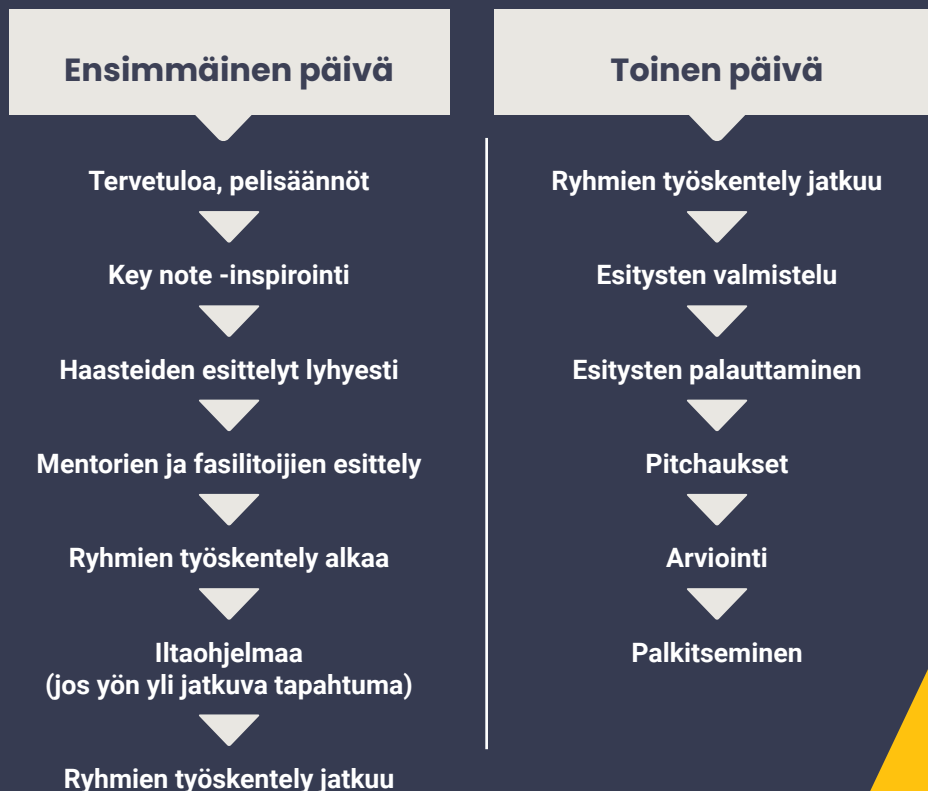 Ensimmäinen päivä
Tervetuloa, pelisäännöt
Key note -inspirointi
Haasteiden esittelyt lyhyesti
Mentorien ja fasilitoijien esittely
Ryhmien työskentely alkaa
Iltaohjelmaa
(jos yön yli jatkuva tapahtuma)
Ryhmien työskentely jatkuu
Toinen päivä
Ryhmien työskentely jatkuu
Esitysten valmistelu
Esitysten palauttaminen
Pitchaukset
Arviointi
Palkitseminen